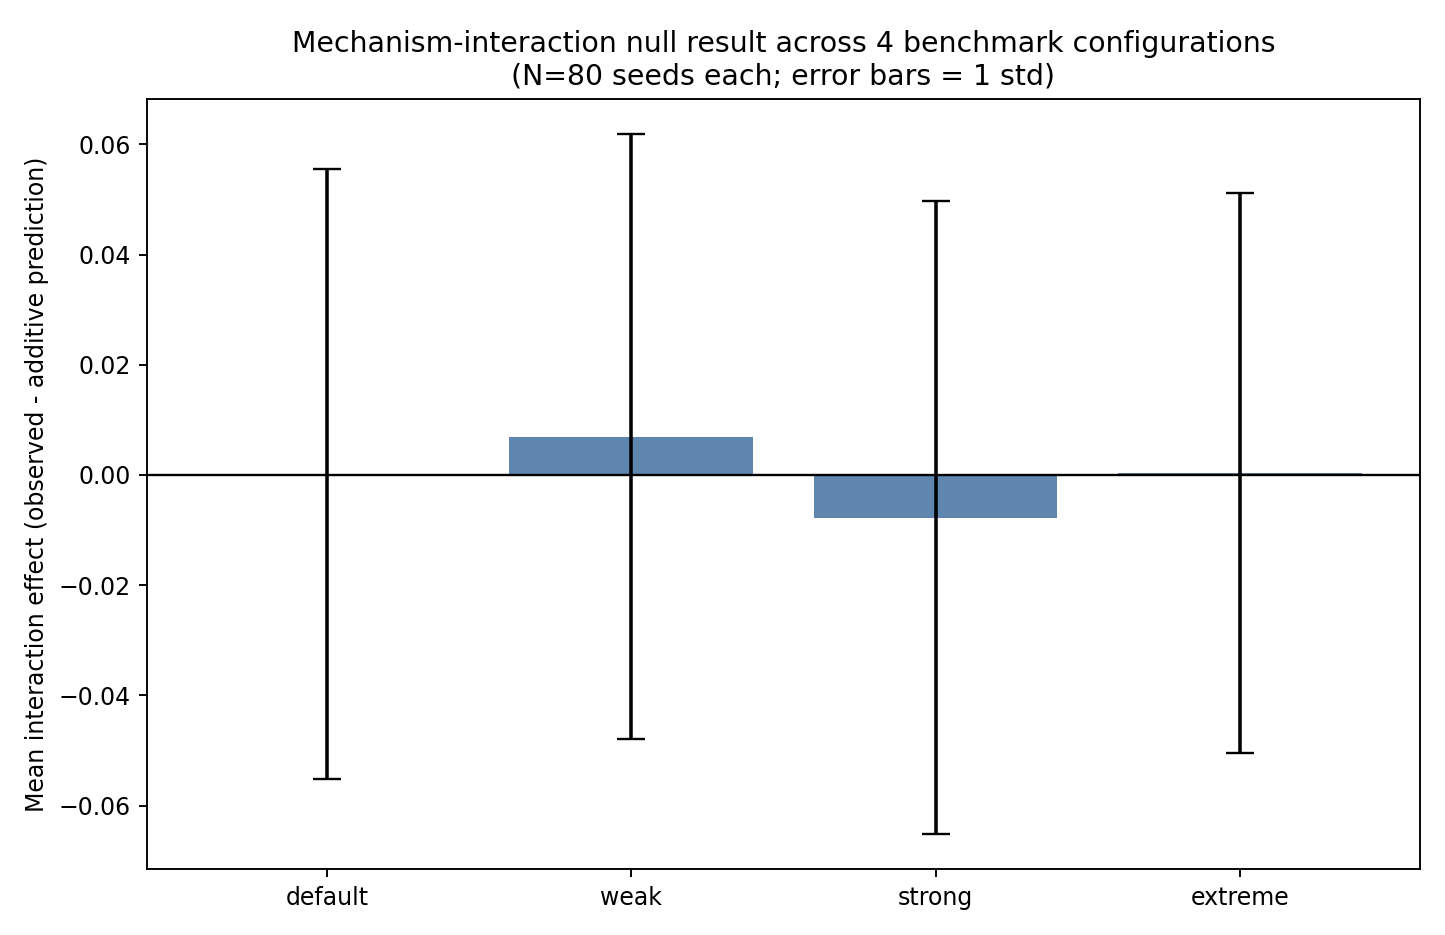 Mechanism-interaction null result across 4 benchmark configurations
(N=80 seeds each; error bars = 1 std)
Mean interaction effect (observed - additive prediction)
0.06
0.04
0.02
0.00
−0.02
−0.04
−0.06
default
weak
strong
extreme